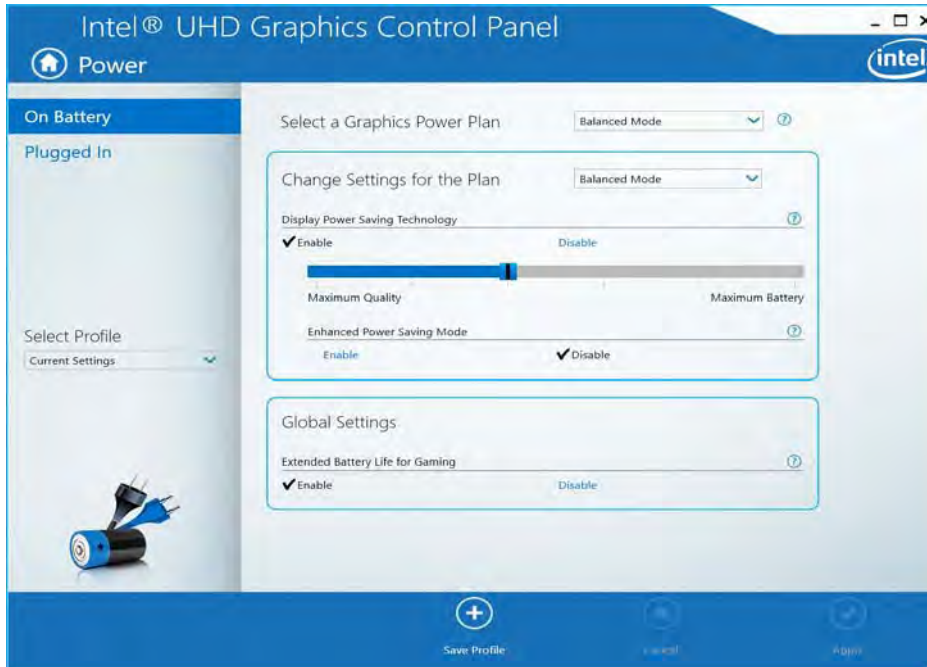 Intel® UHD Graphics Control Panel
Power
intel
On Battery
Plugged In
Select Profile
Current Settings
Select a Graphics Power Plan
Balanced Mode
Change Settings for the Plan
Balanced Mode
Display Power Saving Technology
Enable
Disable
Maximum Quality
Maximum Battery
Enhanced Power Saving Mode
Enable
Disable
Global Settings
Extended Battery Life for Gaming
Enable
Disable
Save Profile
Cancel
Apply